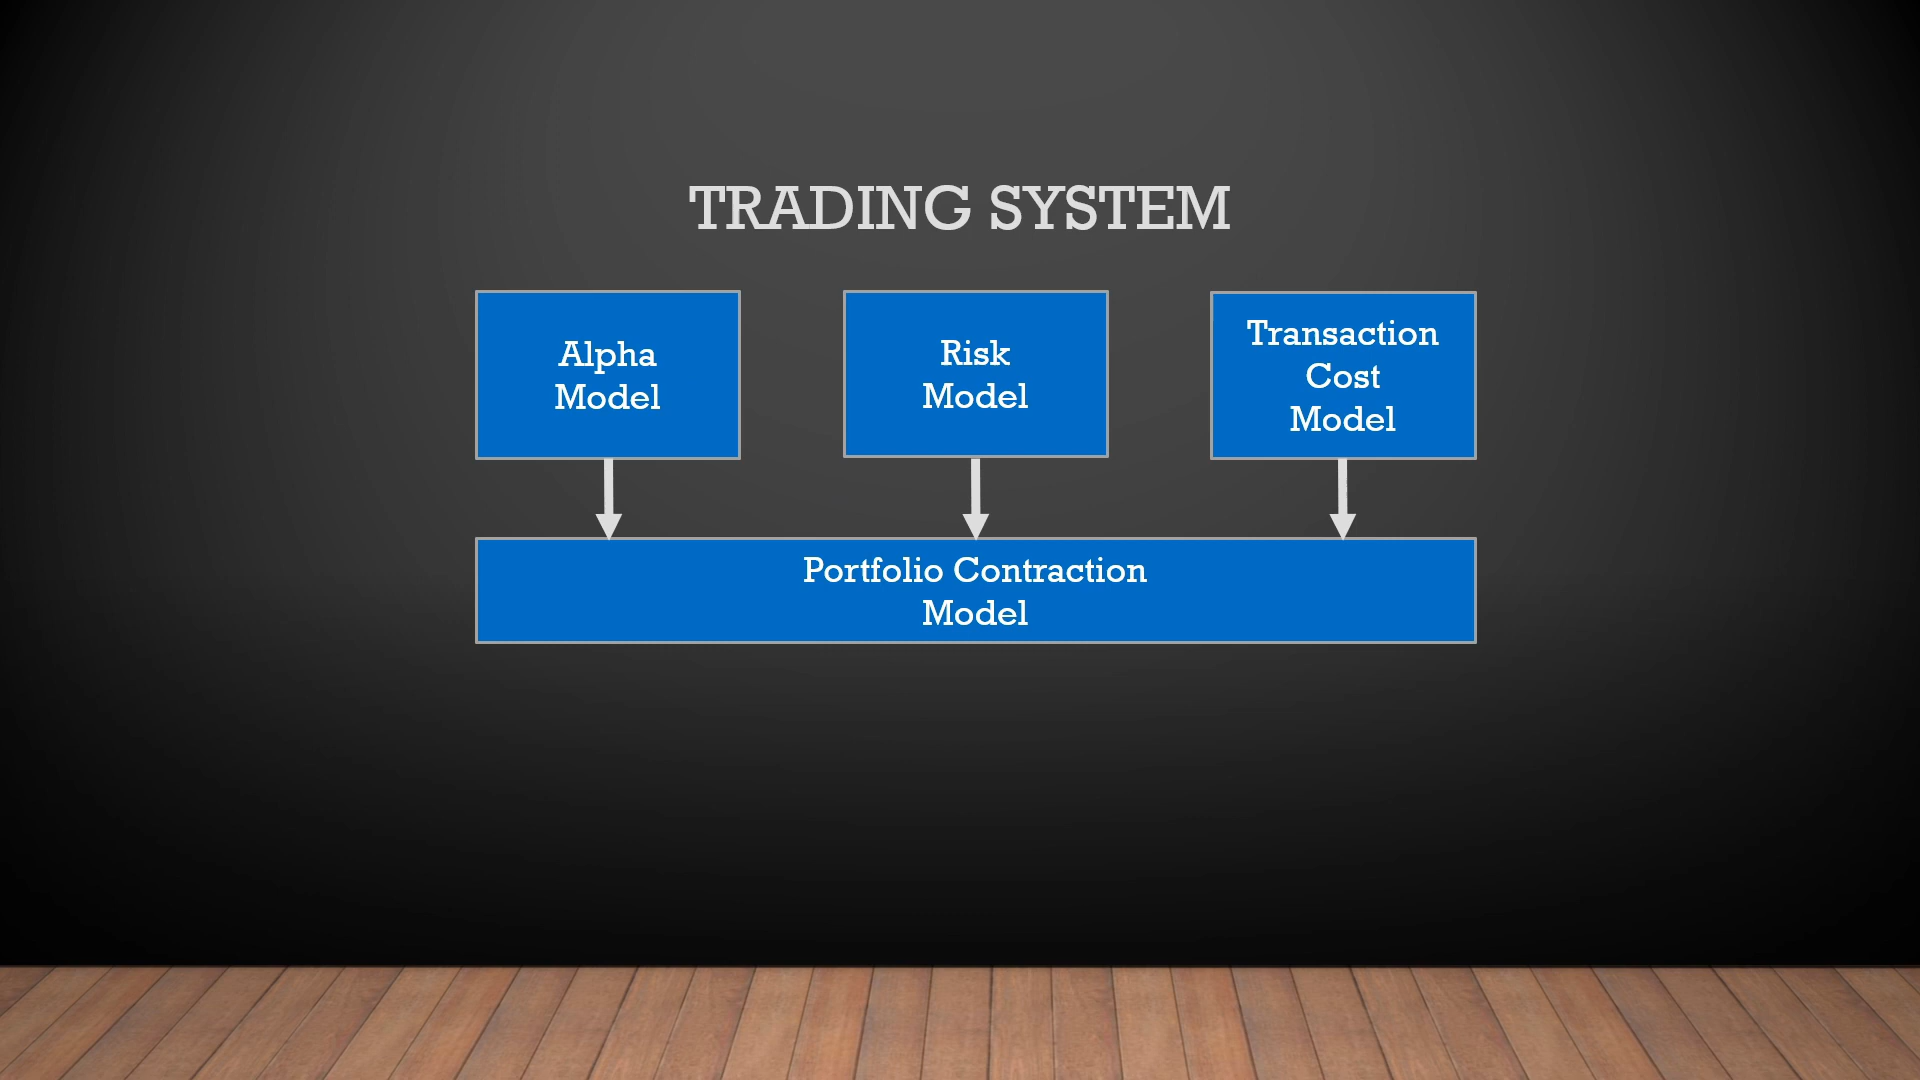 TRADING SYSTEM
Alpha
Model
Risk
Model
Transaction
Cost
Model
Portfolio Contraction
Model